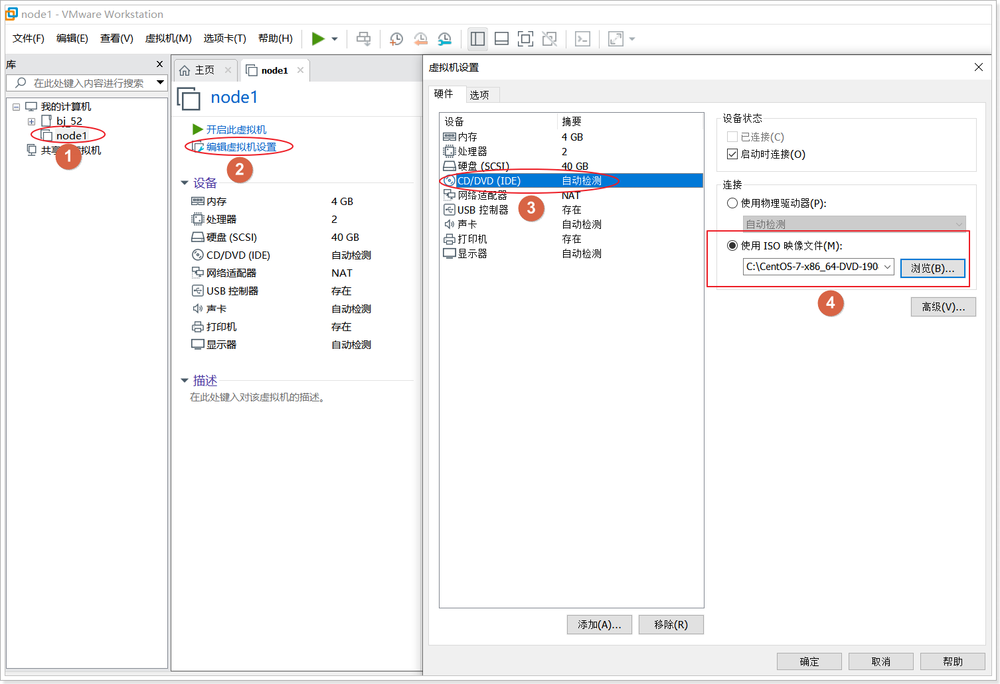 node1 - VMware Workstation
文件(F) 编辑(E) 查看(V) 虚拟机(M) 选项卡(T) 帮助(H)
库
在此处键入内容进行搜索
我的计算机
bj_52
node1
共享 虚拟机
1
主页
node1
node1
开启此虚拟机
编辑虚拟机设置
2
设备
内存 4 GB
处理器 2
硬盘 (SCSI) 40 GB
CD/DVD (IDE) 自动检测
网络适配器 NAT
USB 控制器 存在
声卡 自动检测
打印机 存在
显示器 自动检测
描述
在此处键入对该虚拟机的描述。
虚拟机设置
硬件 选项
设备 摘要
内存 4 GB
处理器 2
硬盘 (SCSI) 40 GB
CD/DVD (IDE) 自动检测
网络适配器 NAT
USB 控制器 存在
声卡 自动检测
打印机 存在
显示器 自动检测
3
添加(A)... 移除(R)
设备状态
已连接(C)
启动时连接(O)
连接
使用物理驱动器(P):
自动检测
使用 ISO 映像文件(M):
C:\CentOS-7-x86_64-DVD-190 浏览(B)...
4
高级(V)...
确定 取消 帮助